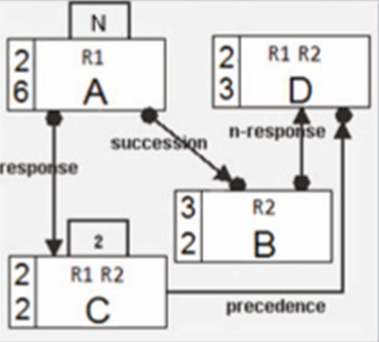 N
2
6
R1
A
2
3
R1 R2
D
succession
n-response
response
3
2
R2
B
2
2
2
R1 R2
C
precedence